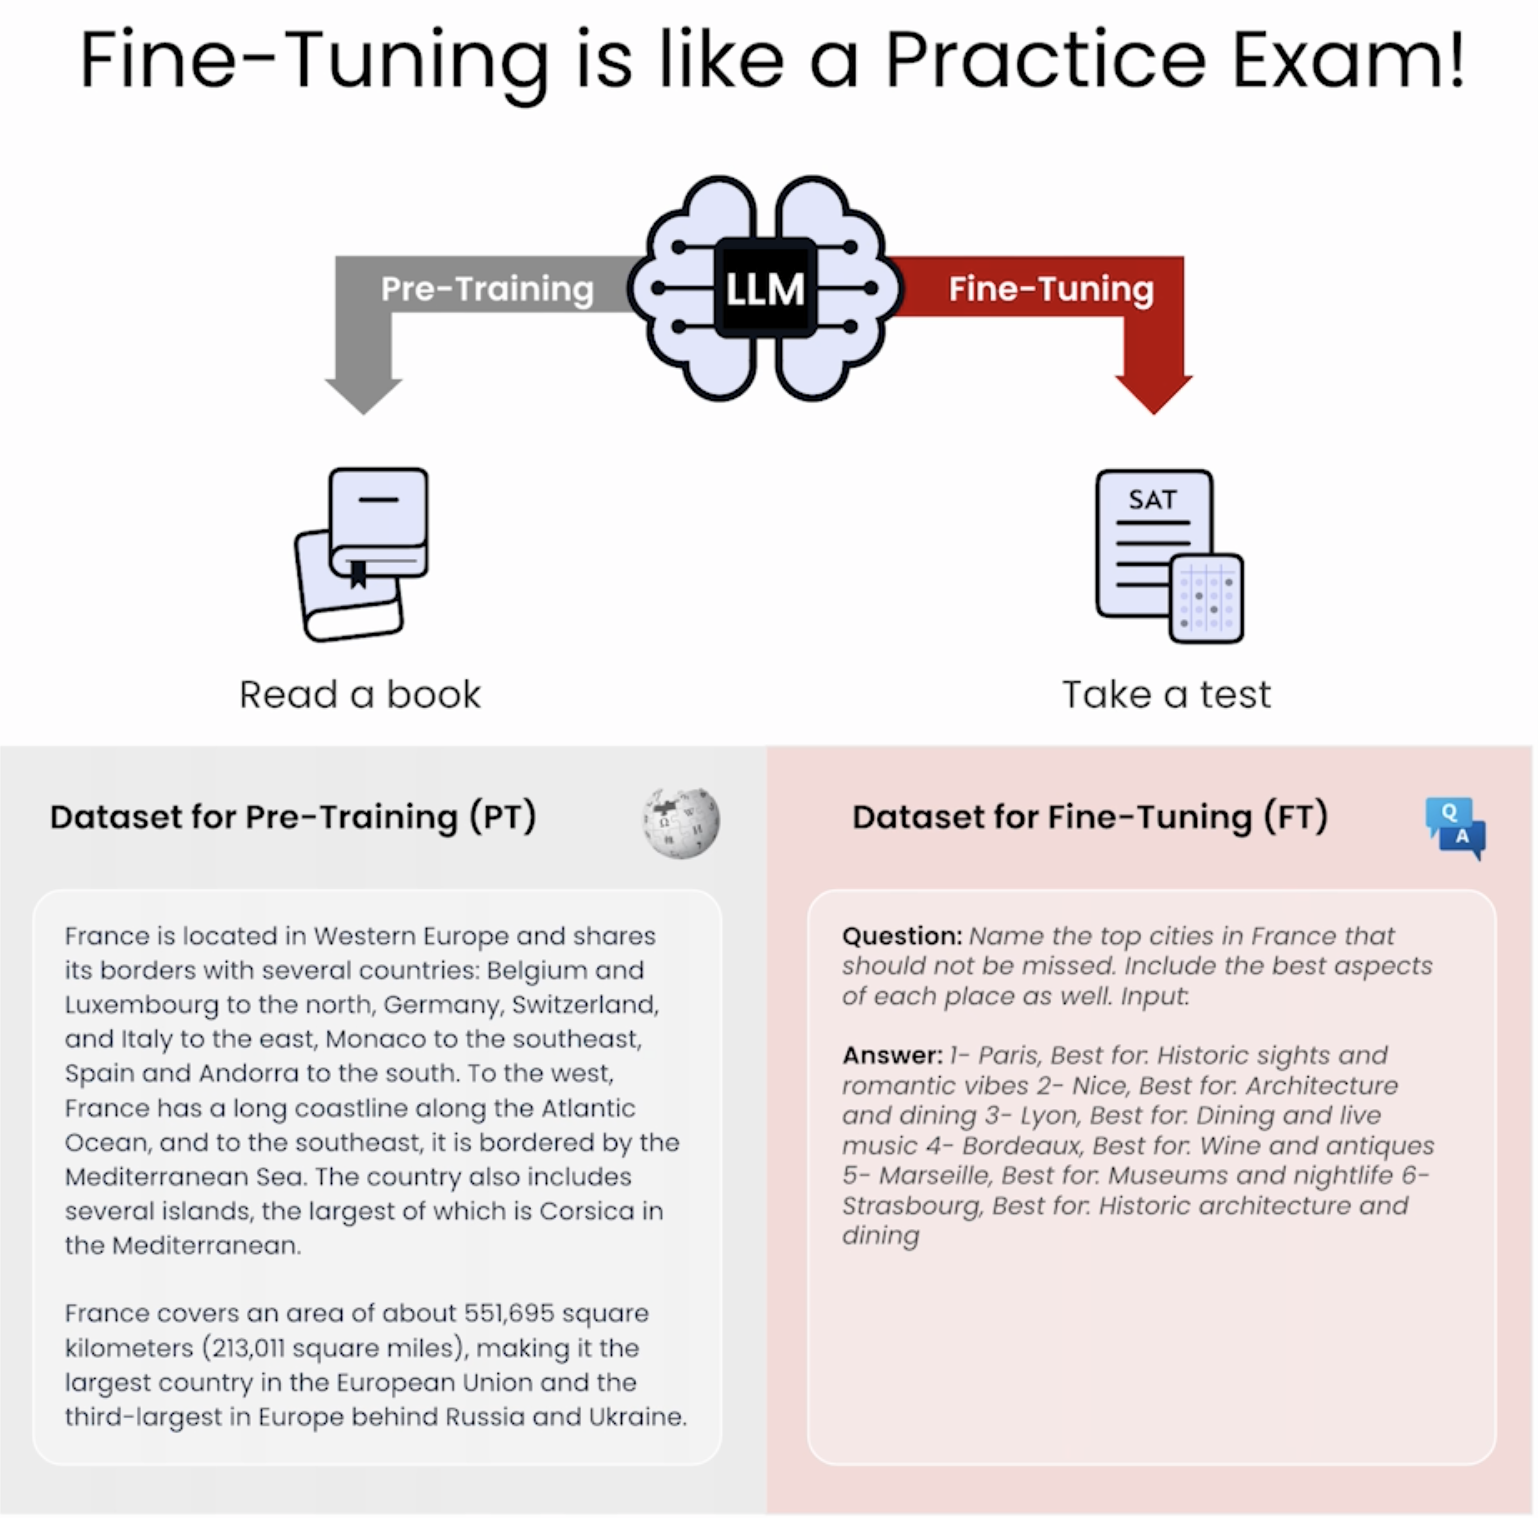 Fine-Tuning is like a Practice Exam!
Pre-Training
LLM
Fine-Tuning
SAT
Read a book
Take a test
Dataset for Pre-Training (PT)
France is located in Western Europe and shares
its borders with several countries: Belgium and
Luxembourg to the north, Germany, Switzerland,
and Italy to the east, Monaco to the southeast,
Spain and Andorra to the south. To the west,
France has a long coastline along the Atlantic
Ocean, and to the southeast, it is bordered by the
Mediterranean Sea. The country also includes
several islands, the largest of which is Corsica in
the Mediterranean.
France covers an area of about 551,695 square
kilometers (213,011 square miles), making it the
largest country in the European Union and the
third-largest in Europe behind Russia and Ukraine.
Dataset for Fine-Tuning (FT)
Q
A
Question: Name the top cities in France that
should not be missed. Include the best aspects
of each place as well. Input:
Answer: 1- Paris, Best for: Historic sights and
romantic vibes 2- Nice, Best for: Architecture
and dining 3- Lyon, Best for: Dining and live
music 4- Bordeaux, Best for: Wine and antiques
5- Marseille, Best for: Museums and nightlife 6-
Strasbourg, Best for: Historic architecture and
dining